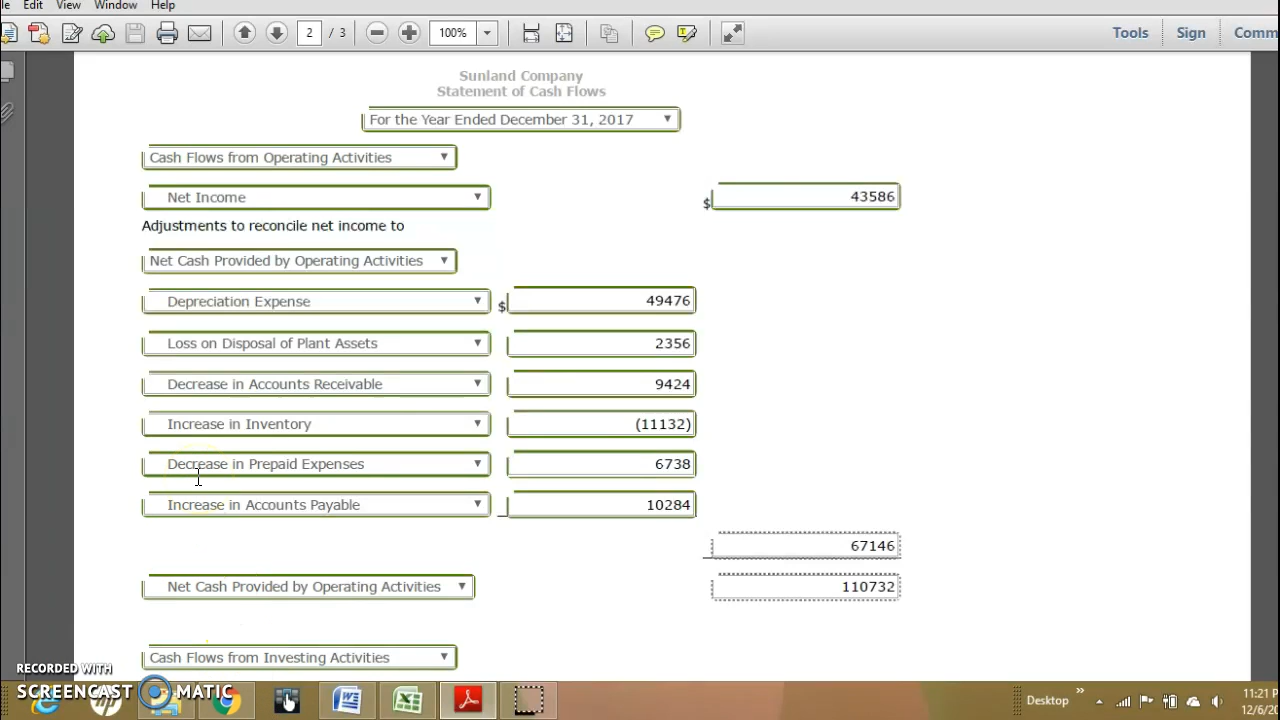 le Edit View Window Help
2 / 3 100% Tools Sign Comm
Sunland Company
Statement of Cash Flows
For the Year Ended December 31, 2017
Cash Flows from Operating Activities
Net Income $ 43586
Adjustments to reconcile net income to
Net Cash Provided by Operating Activities
Depreciation Expense $ 49476
Loss on Disposal of Plant Assets 2356
Decrease in Accounts Receivable 9424
Increase in Inventory (11132)
Decrease in Prepaid Expenses 6738
Increase in Accounts Payable 10284
67146
Net Cash Provided by Operating Activities 110732
Cash Flows from Investing Activities
RECORDED WITH
SCREENCAST MATIC
Desktop » 11:21 P
12/6/20